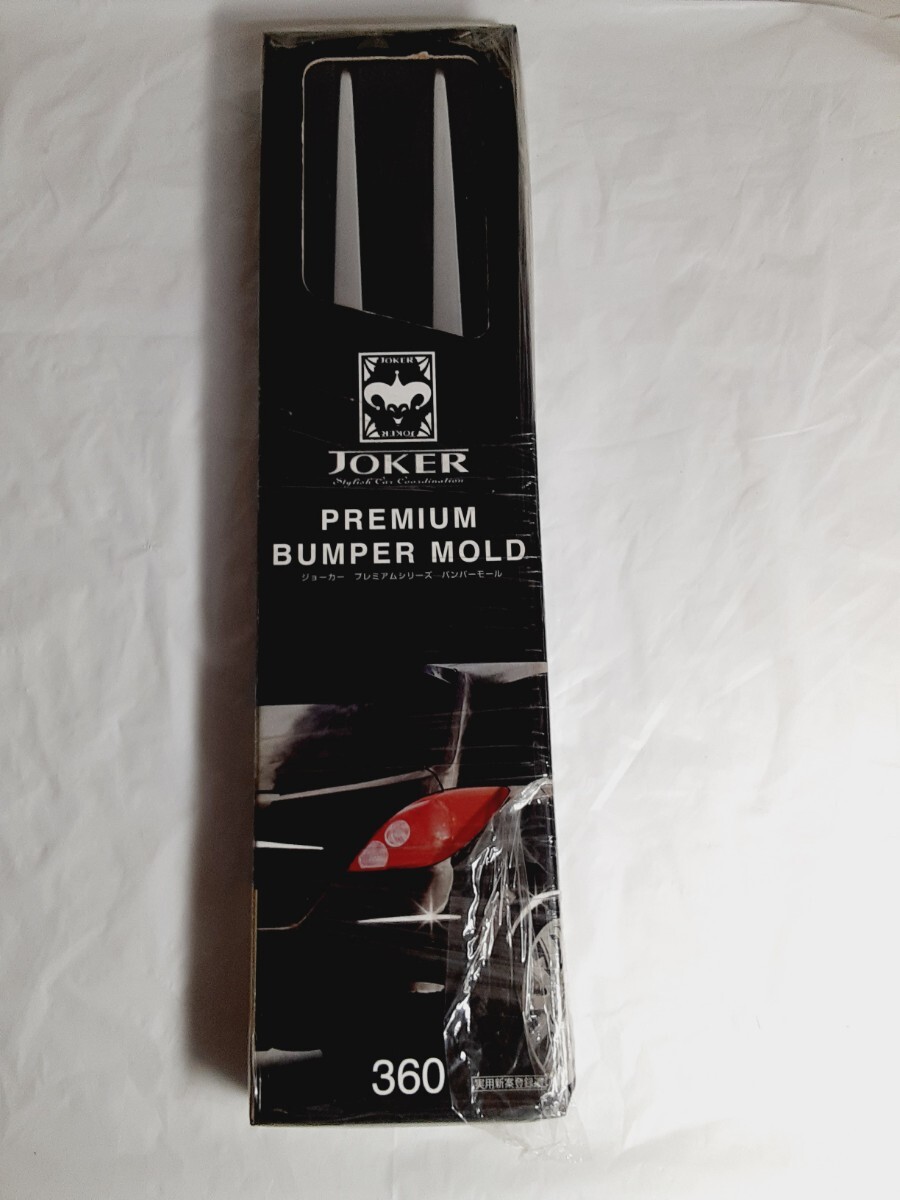 JOKER
JOKER
JOKER
Stylish Car Coordination
PREMIUM
BUMPER MOLD
ジョーカー プレミアムシリーズ バンパーモール
360
実用新案登録